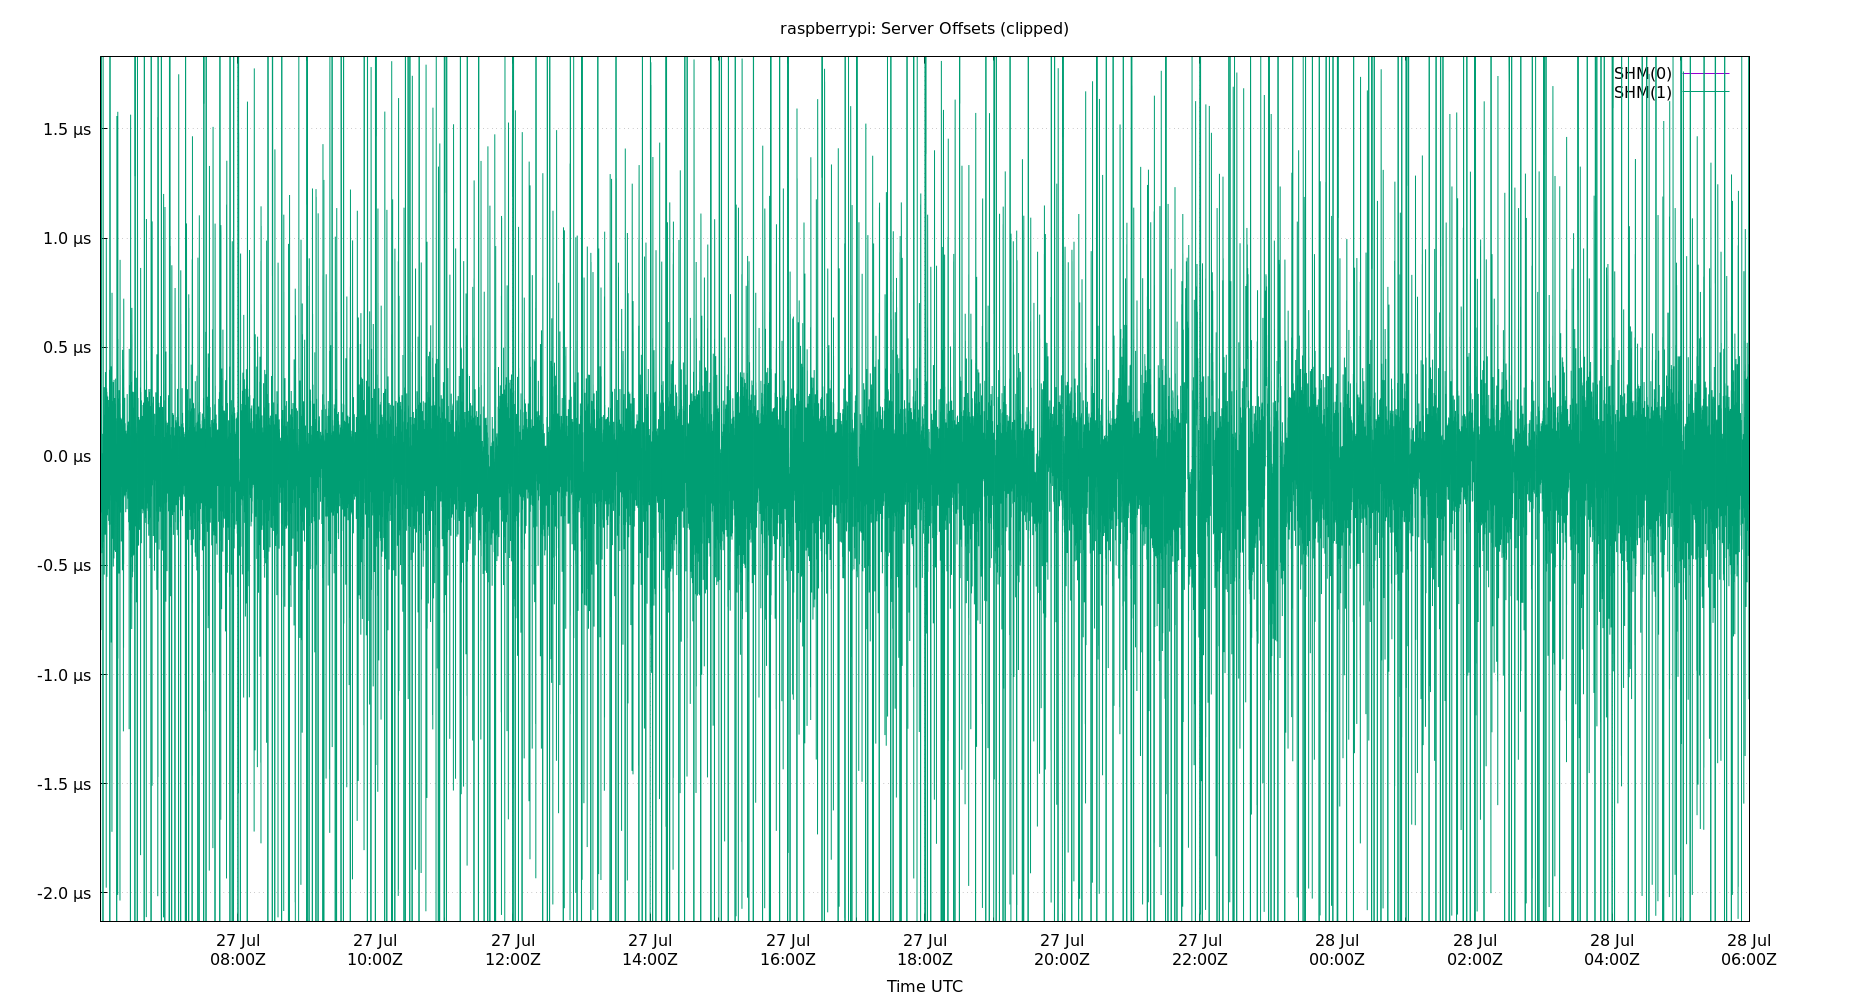 raspberrypi: Server Offsets (clipped)
SHM(0)
SHM(1)
1.5 µs
1.0 µs
0.5 µs
0.0 µs
-0.5 µs
-1.0 µs
-1.5 µs
-2.0 µs
27 Jul 27 Jul 27 Jul 27 Jul 27 Jul 27 Jul 27 Jul 27 Jul 28 Jul 28 Jul 28 Jul 28 Jul
08:00Z 10:00Z 12:00Z 14:00Z 16:00Z 18:00Z 20:00Z 22:00Z 00:00Z 02:00Z 04:00Z 06:00Z
Time UTC